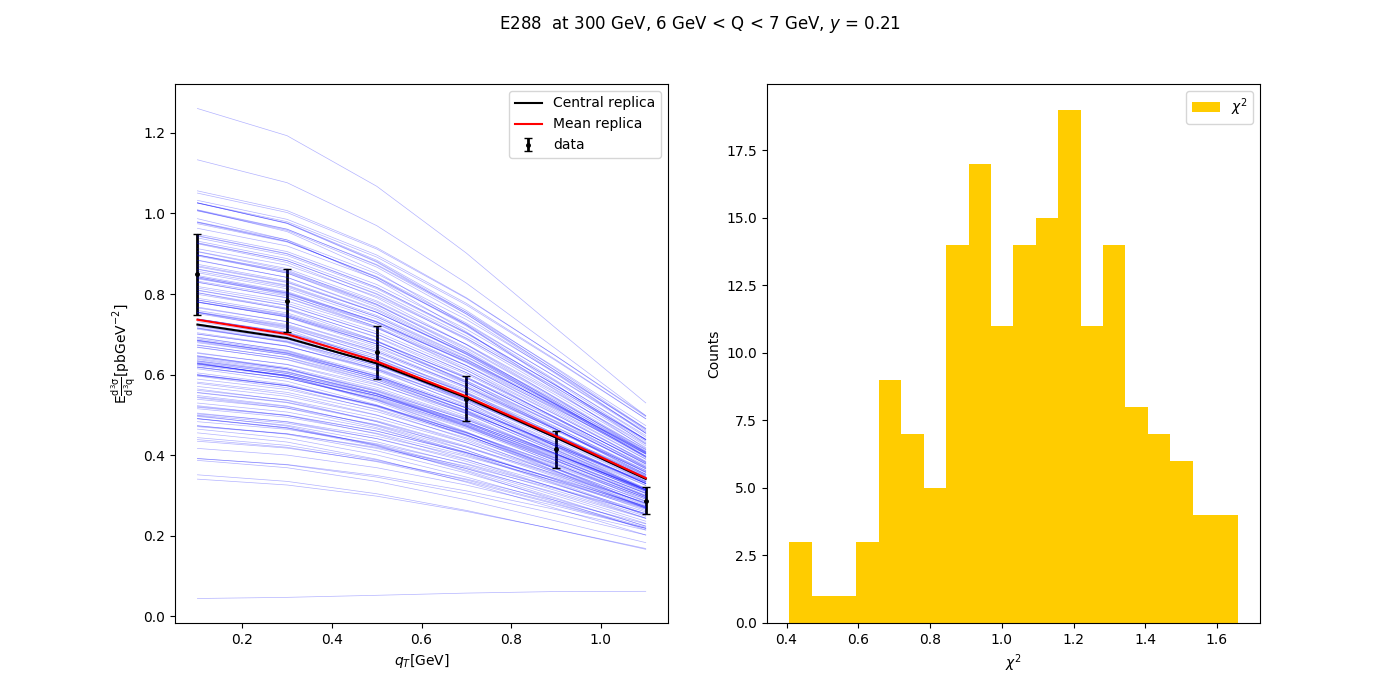 E288 at 300 GeV, 6 GeV < Q < 7 GeV, y = 0.21
Central replica
Mean replica
data
1.2
1.0
0.8
0.6
0.4
0.2
0.0
E d³σ/d³q [pbGeV⁻²]
0.2 0.4 0.6 0.8 1.0
q_T[GeV]
χ²
17.5
15.0
12.5
10.0
7.5
5.0
2.5
0.0
Counts
0.4 0.6 0.8 1.0 1.2 1.4 1.6
χ²